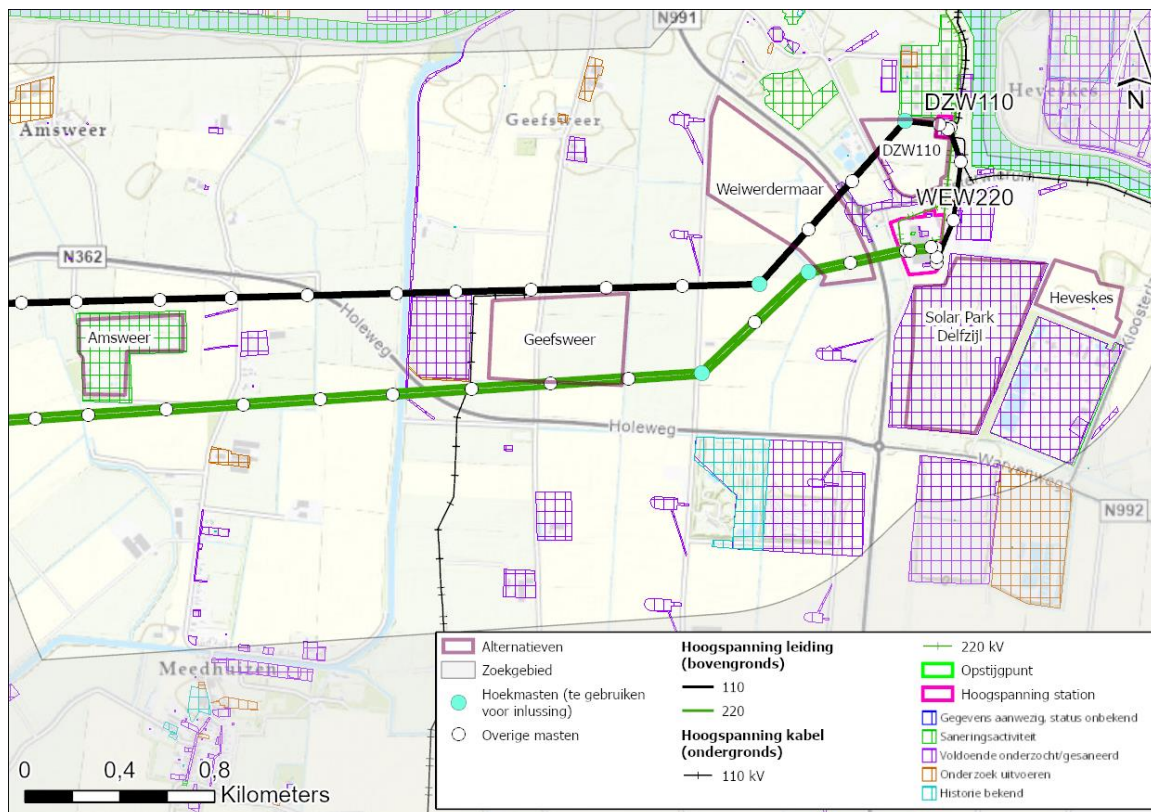 N991
Heveskes
N
DZW110
Amsweer
Geefsweer
DZW110
Weiwerdermaar
WEW220
N362
Heveskes
Solar Park
Delfzijl
Amsweer
Holeweg
Geefsweer
Holeweg
Warvenweg
N992
Meedhuizen
0 0,4 0,8
Kilometers
Alternatieven
Zoekgebied
Hoekmasten (te gebruiken
voor inlussing)
Overige masten
Hoogspanning leiding
(bovengronds)
110
220
Hoogspanning kabel
(ondergronds)
110 kV
220 kV
Opstijgpunt
Hoogspanning station
Gegevens aanwezig, status onbekend
Saneringsactiviteit
Voldoende onderzocht/gesaneerd
Onderzoek uitvoeren
Historie bekend